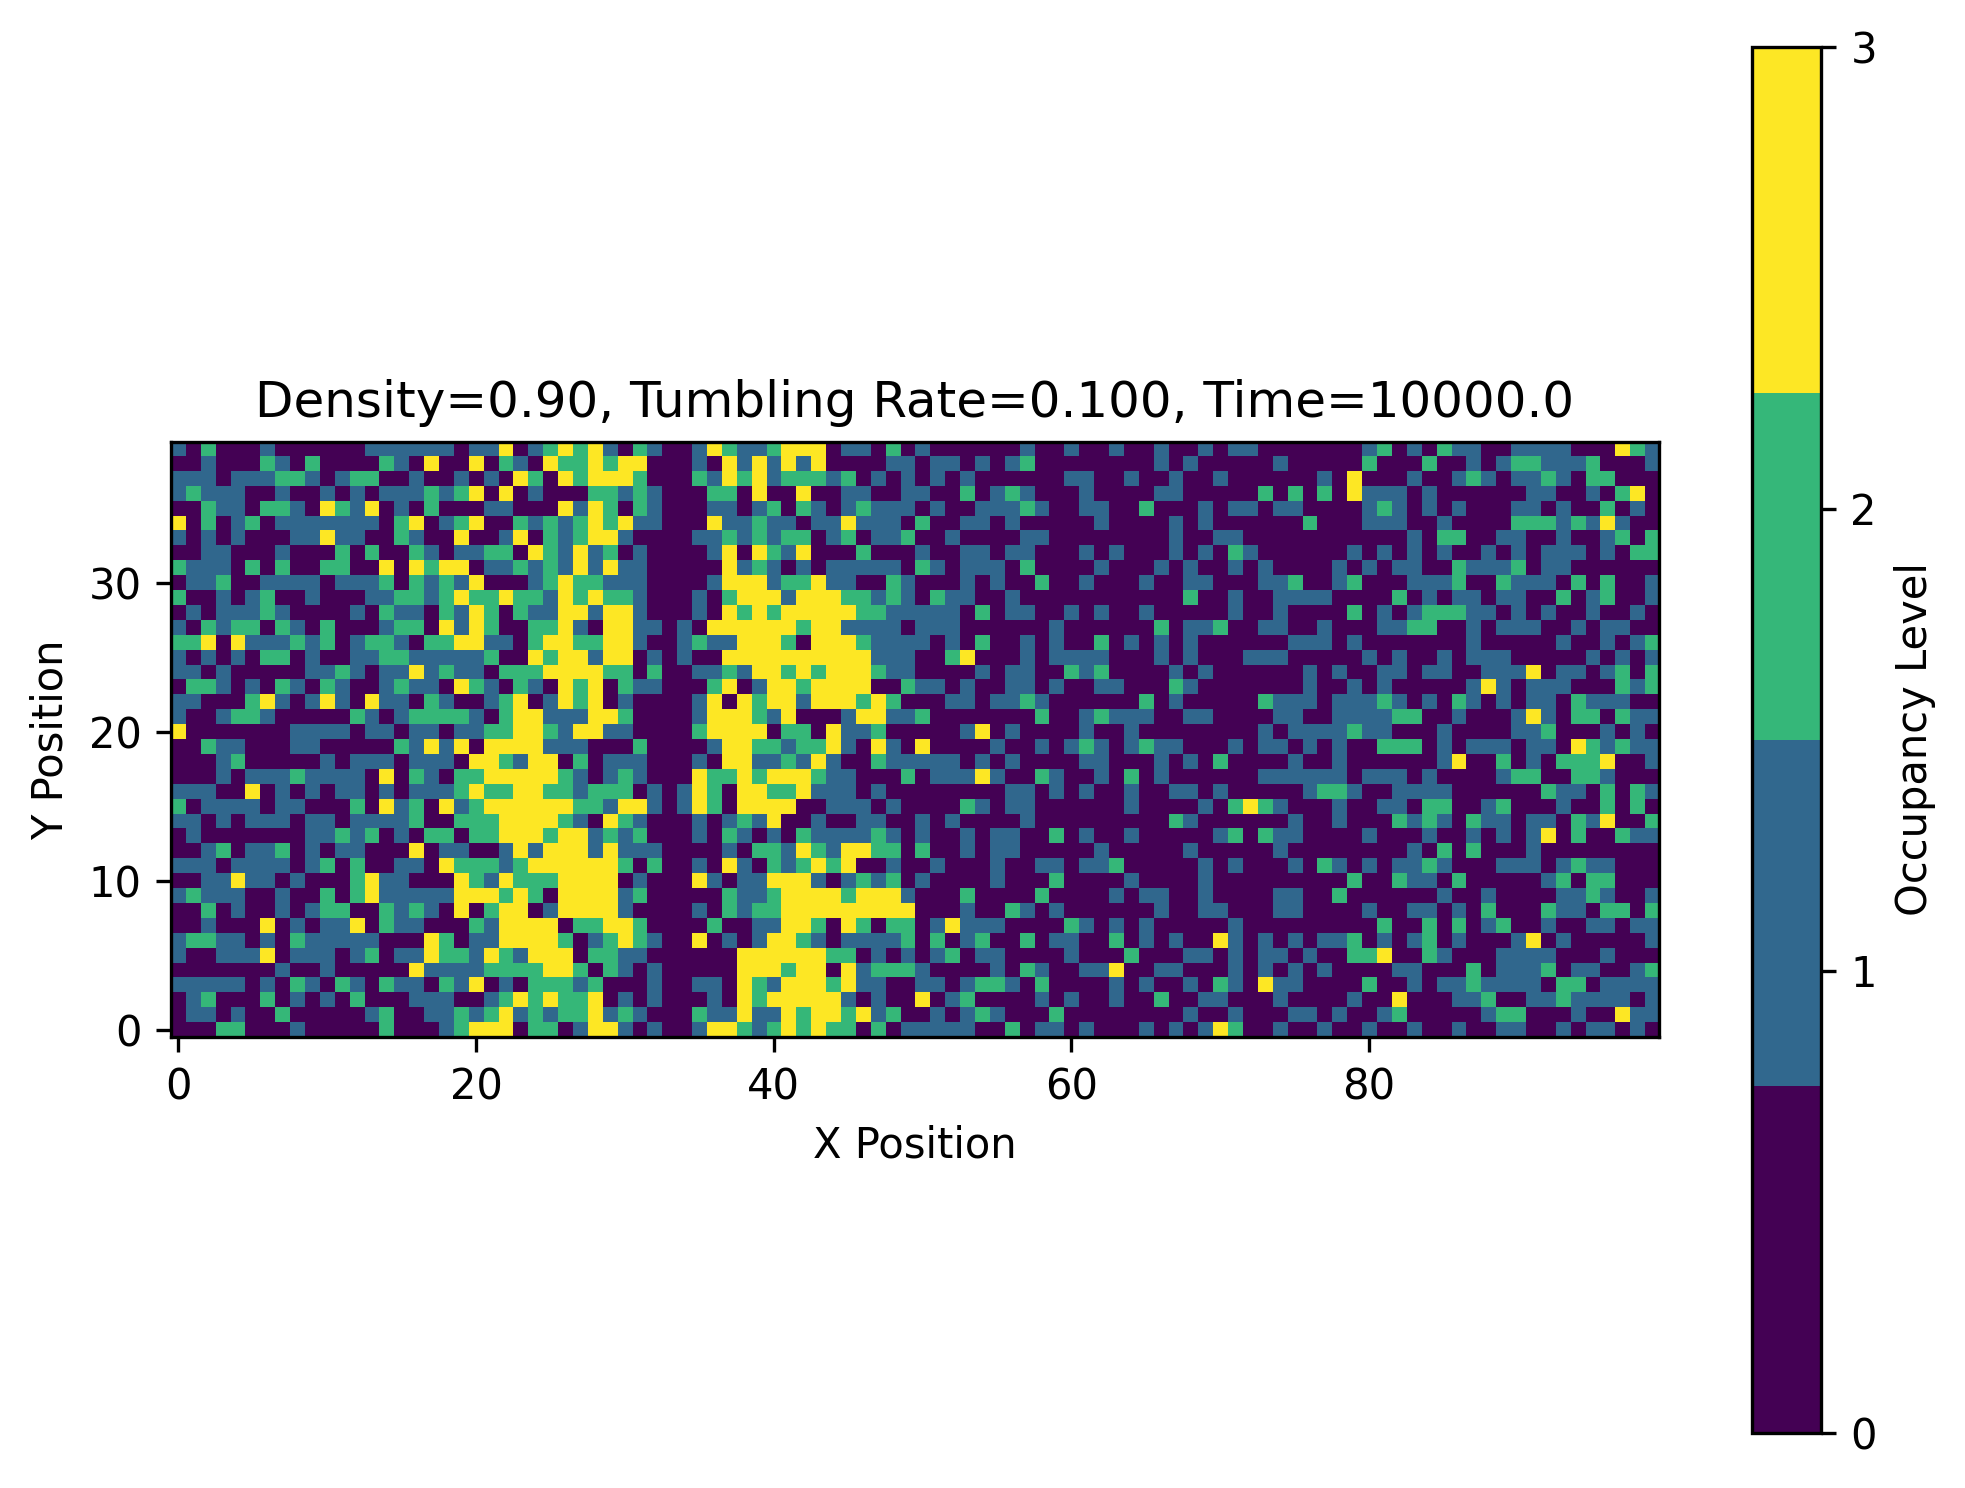 Density=0.90, Tumbling Rate=0.100, Time=10000.0
Y Position
30
20
10
0
0 20 40 60 80
X Position
3
2
1
0
Occupancy Level